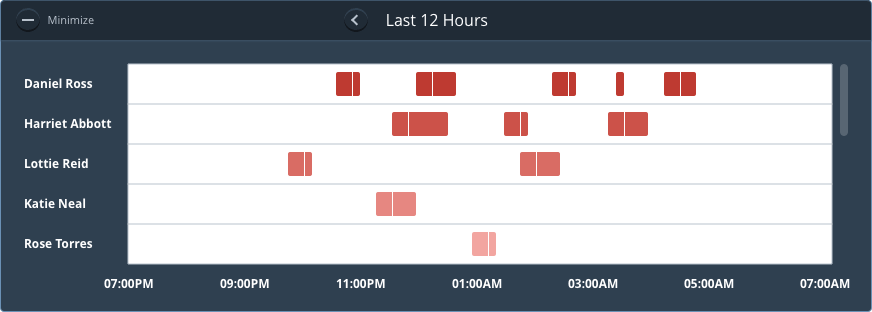 Minimize
Last 12 Hours
Daniel Ross
Harriet Abbott
Lottie Reid
Katie Neal
Rose Torres
07:00PM 09:00PM 11:00PM 01:00AM 03:00AM 05:00AM 07:00AM